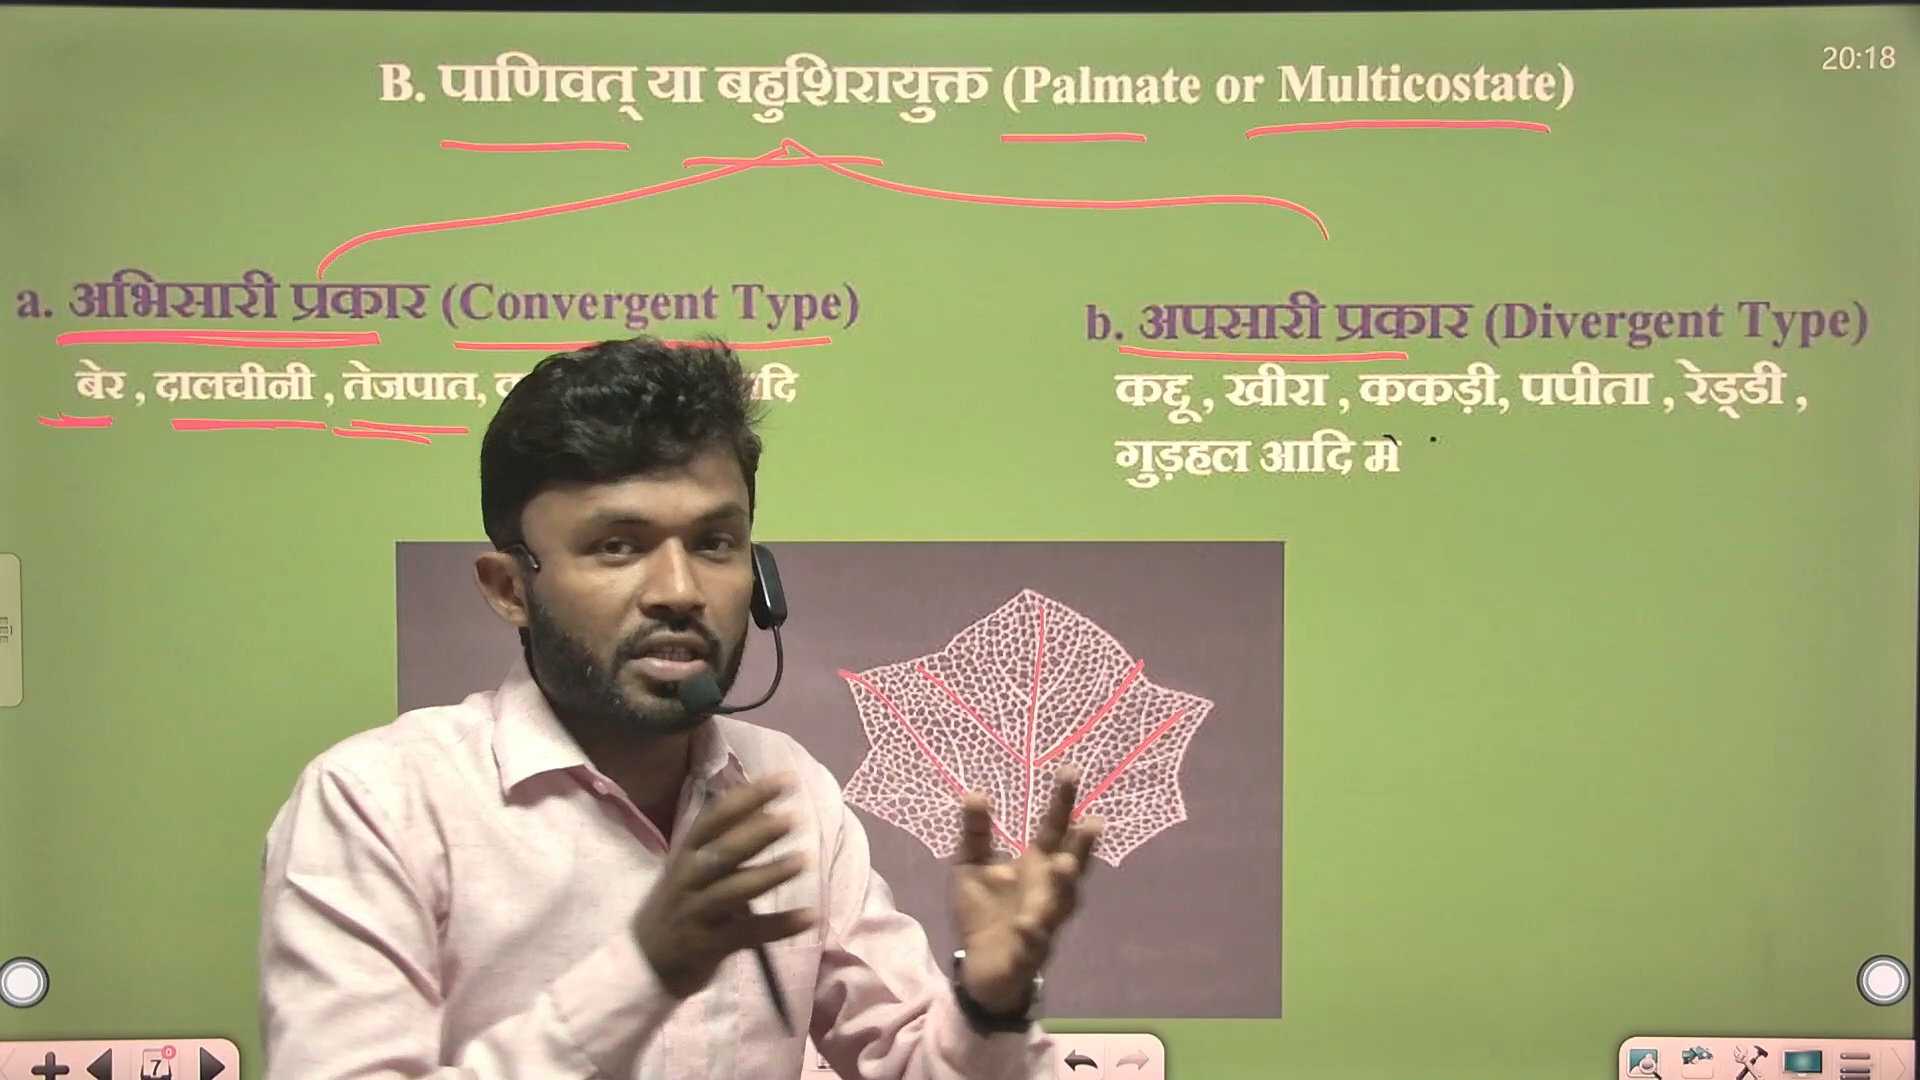 20:18
B. पाणिवत् या बहुशिरायुक्त (Palmate or Multicostate)
a. अभिसारी प्रकार (Convergent Type)
बेर , दालचीनी , तेजपात,
b. अपसारी प्रकार (Divergent Type)
कद्दू , खीरा , ककड़ी, पपीता , रेड्डी ,
गुड़हल आदि में
7